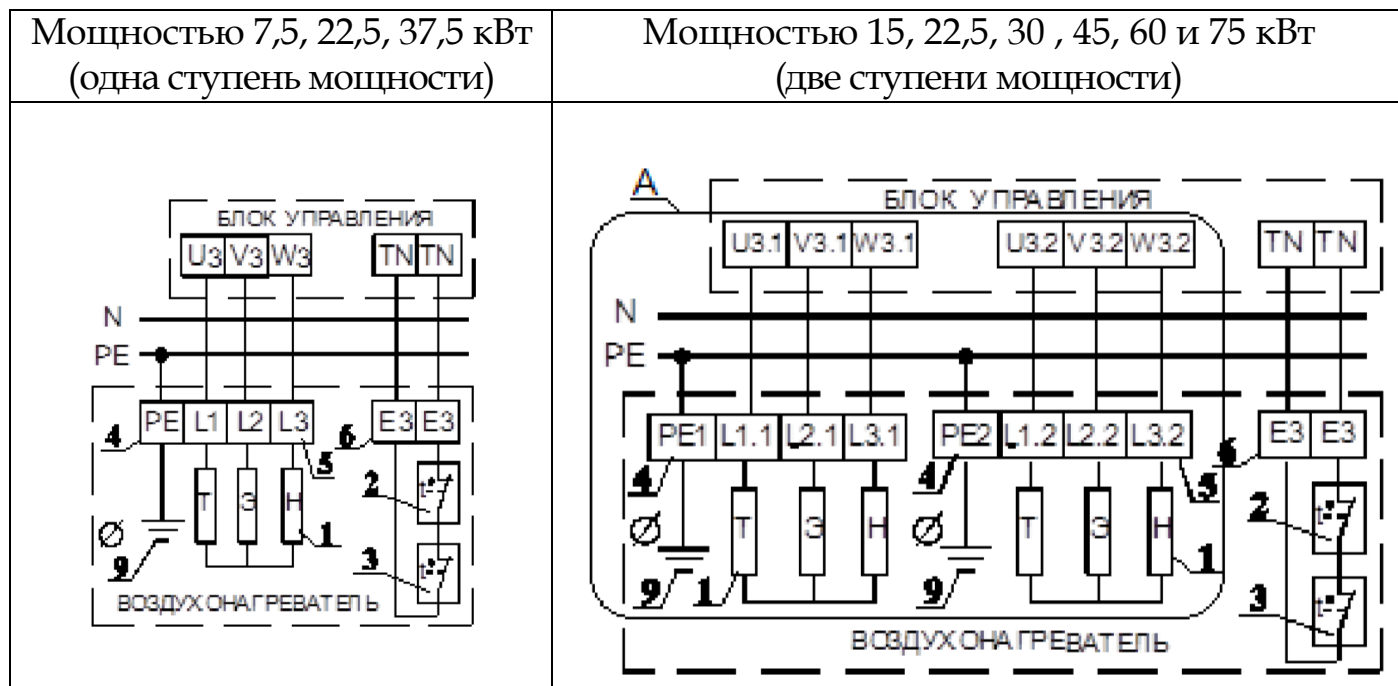 Мощностью 7,5, 22,5, 37,5 кВт
(одна ступень мощности)
Мощностью 15, 22,5, 30 , 45, 60 и 75 кВт
(две ступени мощности)
БЛОК УПРАВЛЕНИЯ
U3 V3 W3 TN TN
N
PE
4 PE L1 L2 L3 5 6 E3 E3
Т Э Н 1 2 t°
9 3 t°
ВОЗДУХОНАГРЕВАТЕЛЬ
А
БЛОК УПРАВЛЕНИЯ
U3.1 V3.1 W3.1 U3.2 V3.2 W3.2 TN TN
N
PE
PE1 L1.1 L2.1 L3.1 PE2 L1.2 L2.2 L3.2 6 E3 E3
4 4 5 2 t°
Т Э Н Т Э Н
9 1 9 1 3 t°
ВОЗДУХОНАГРЕВАТЕЛЬ